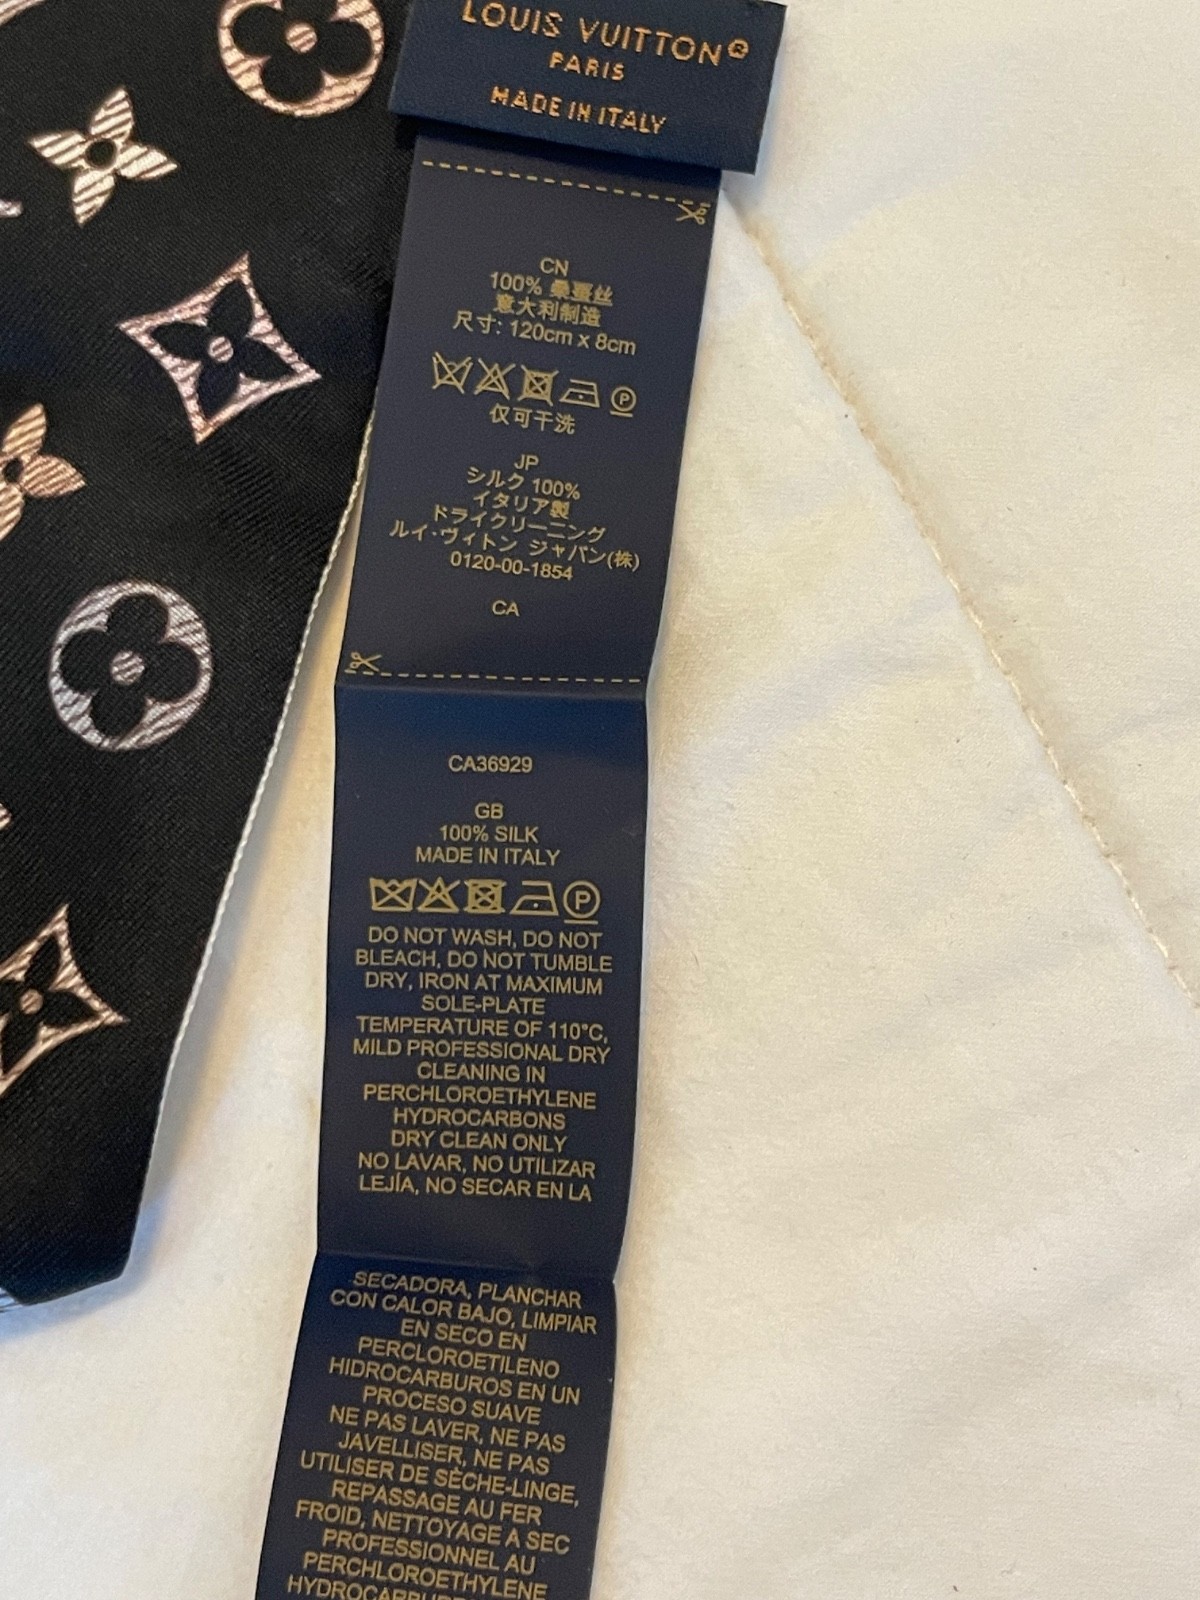 LOUIS VUITTON®
PARIS
MADE IN ITALY
CN
100% 桑蚕丝
意大利制造
尺寸: 120cm x 8cm
P
仅可干洗
JP
シルク 100%
イタリア製
ドライクリーニング
ルイ・ヴィトン ジャパン(株)
0120-00-1854
CA
CA36929
GB
100% SILK
MADE IN ITALY
P
DO NOT WASH, DO NOT
BLEACH, DO NOT TUMBLE
DRY, IRON AT MAXIMUM
SOLE-PLATE
TEMPERATURE OF 110°C,
MILD PROFESSIONAL DRY
CLEANING IN
PERCHLOROETHYLENE
HYDROCARBONS
DRY CLEAN ONLY
NO LAVAR, NO UTILIZAR
LEJÍA, NO SECAR EN LA
SECADORA, PLANCHAR
CON CALOR BAJO, LIMPIAR
EN SECO EN
PERCLOROETILENO
HIDROCARBUROS EN UN
PROCESO SUAVE
NE PAS LAVER, NE PAS
JAVELLISER, NE PAS
UTILISER DE SÈCHE-LINGE,
REPASSAGE AU FER
FROID, NETTOYAGE A SEC
PROFESSIONNEL AU
PERCHLOROETHYLENE